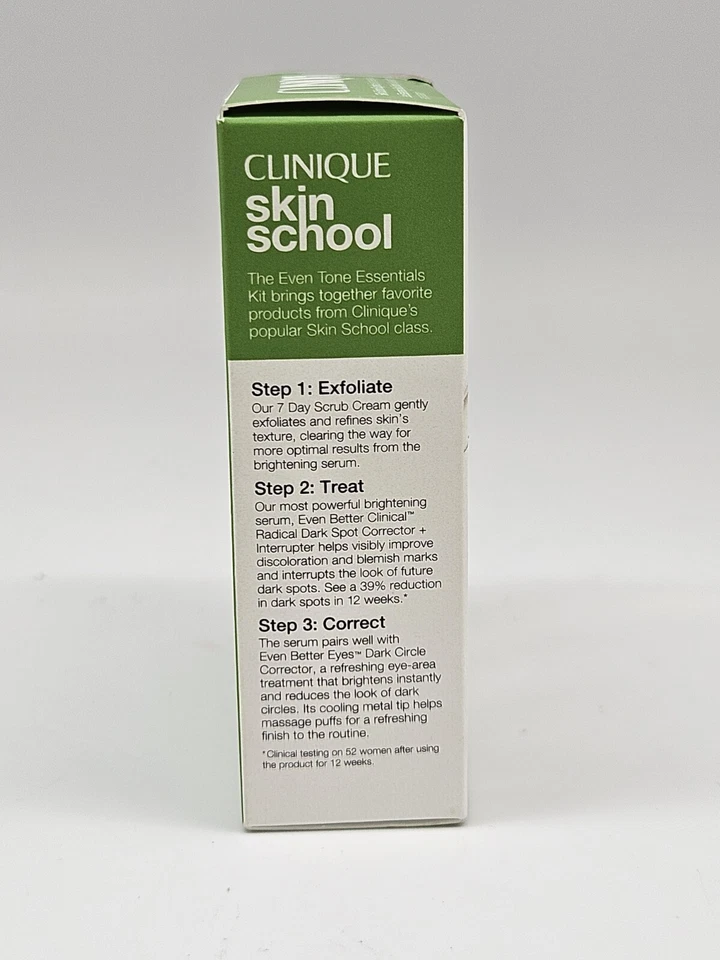 CLINIQUE
skin
school
The Even Tone Essentials
Kit brings together favorite
products from Clinique's
popular Skin School class.
Step 1: Exfoliate
Our 7 Day Scrub Cream gently
exfoliates and refines skin's
texture, clearing the way for
more optimal results from the
brightening serum.
Step 2: Treat
Our most powerful brightening
serum, Even Better Clinical™
Radical Dark Spot Corrector +
Interrupter helps visibly improve
discoloration and blemish marks
and interrupts the look of future
dark spots. See a 39% reduction
in dark spots in 12 weeks.*
Step 3: Correct
The serum pairs well with
Even Better Eyes™ Dark Circle
Corrector, a refreshing eye-area
treatment that brightens instantly
and reduces the look of dark
circles. Its cooling metal tip helps
massage puffs for a refreshing
finish to the routine.
*Clinical testing on 52 women after using
the product for 12 weeks.